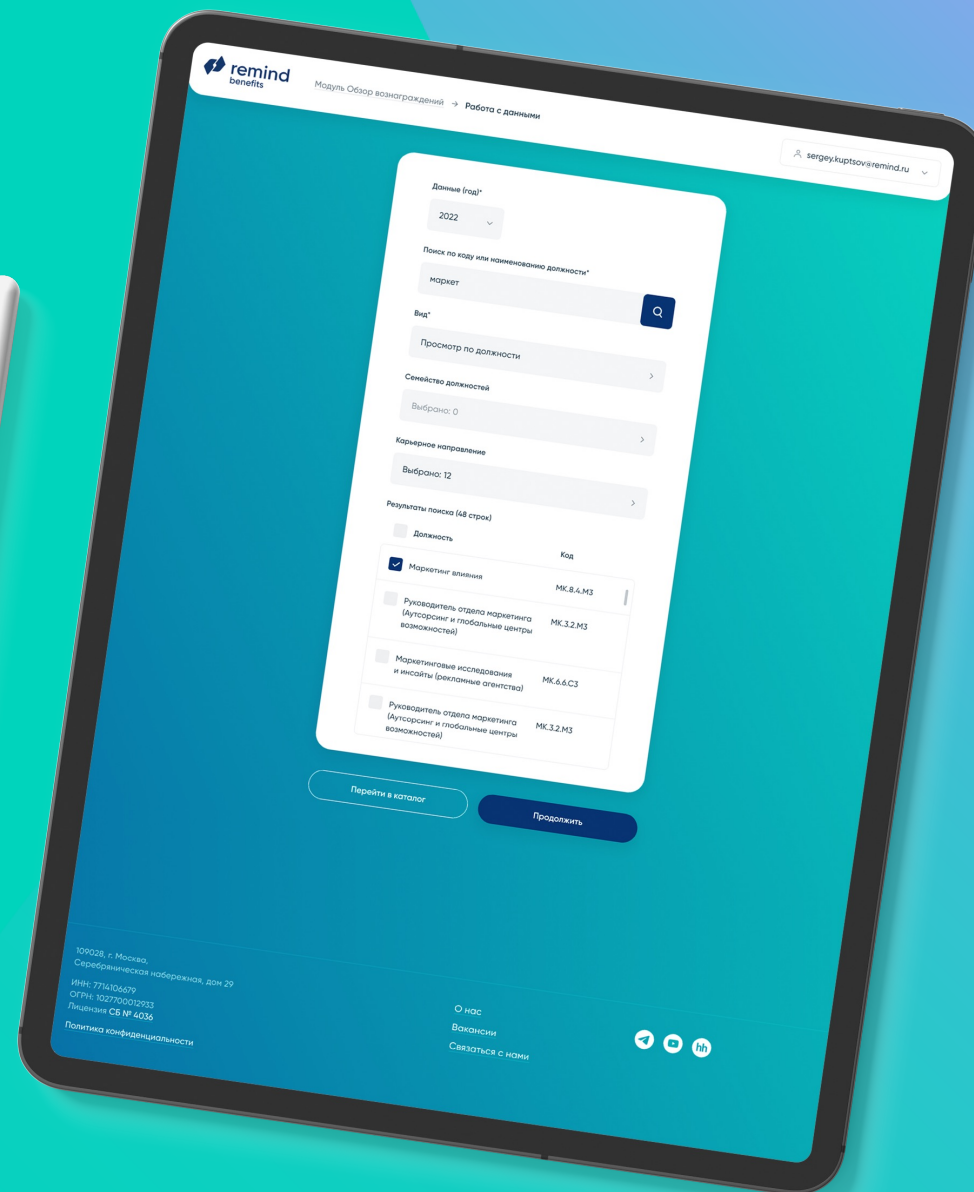 remind
benefits
Модуль Обзор вознаграждений → Работа с данными
sergey.kuptsov@remind.ru
Данные (год)*
2022
Поиск по коду или наименованию должности*
маркет
Вид*
Просмотр по должности
Семейство должностей
Выбрано: 0
Карьерное направление
Выбрано: 12
Результаты поиска (48 строк)
Должность Код
Маркетинг влияния МК.8.4.М3
Руководитель отдела маркетинга МК.3.2.М3
(Аутсорсинг и глобальные центры
возможностей)
Маркетинговые исследования МК.6.6.С3
и инсайты (рекламные агентства)
Руководитель отдела маркетинга МК.3.2.М3
(Аутсорсинг и глобальные центры
возможностей)
Перейти в каталог
Продолжить
109028, г. Москва,
Серебряническая набережная, дом 29
ИНН: 7714106679
ОГРН: 1027700012933
Лицензия СБ № 4036
Политика конфиденциальности
О нас
Вакансии
Связаться с нами
hh